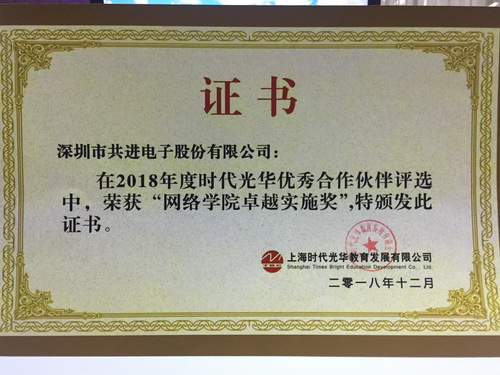 证书
深圳市共进电子股份有限公司：
在2018年度时代光华优秀合作伙伴评选
中，荣获“网络学院卓越实施奖”，特颁发此
证书。
上海时代光华教育发展有限公司
Shanghai Times Bright Education Development Co., Ltd.
二零一八年十二月